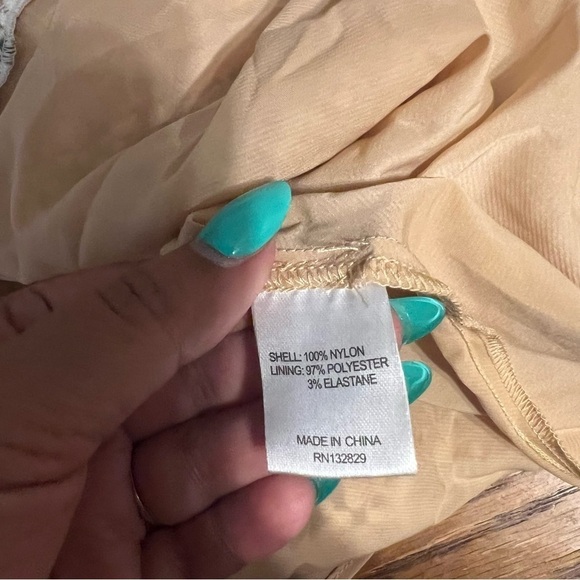 SHELL: 100% NYLON
LINING: 97% POLYESTER
3% ELASTANE
MADE IN CHINA
RN132829